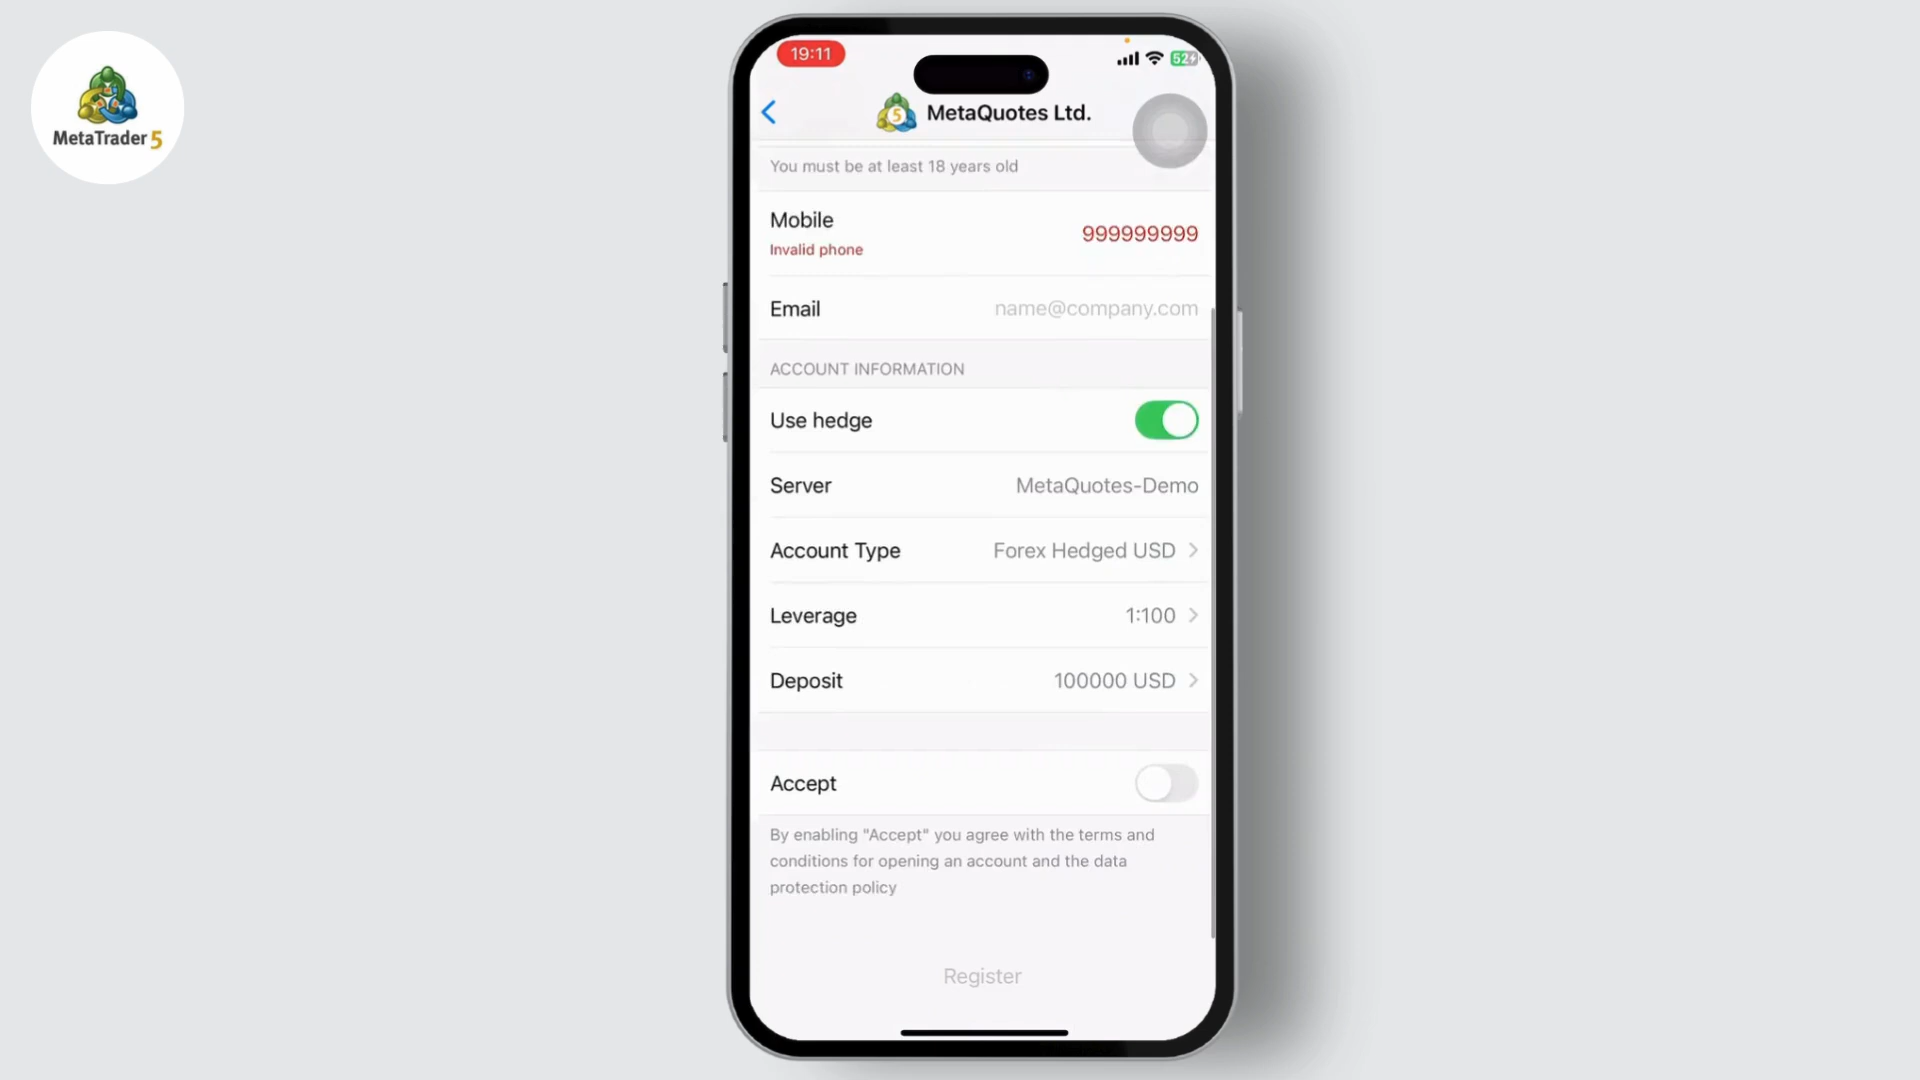 MetaTrader 5
19:11
52
5
MetaQuotes Ltd.
You must be at least 18 years old
Mobile
999999999
Invalid phone
Email
name@company.com
ACCOUNT INFORMATION
Use hedge
Server
MetaQuotes-Demo
Account Type
Forex Hedged USD
Leverage
1:100
Deposit
100000 USD
Accept
By enabling "Accept" you agree with the terms and
conditions for opening an account and the data
protection policy
Register